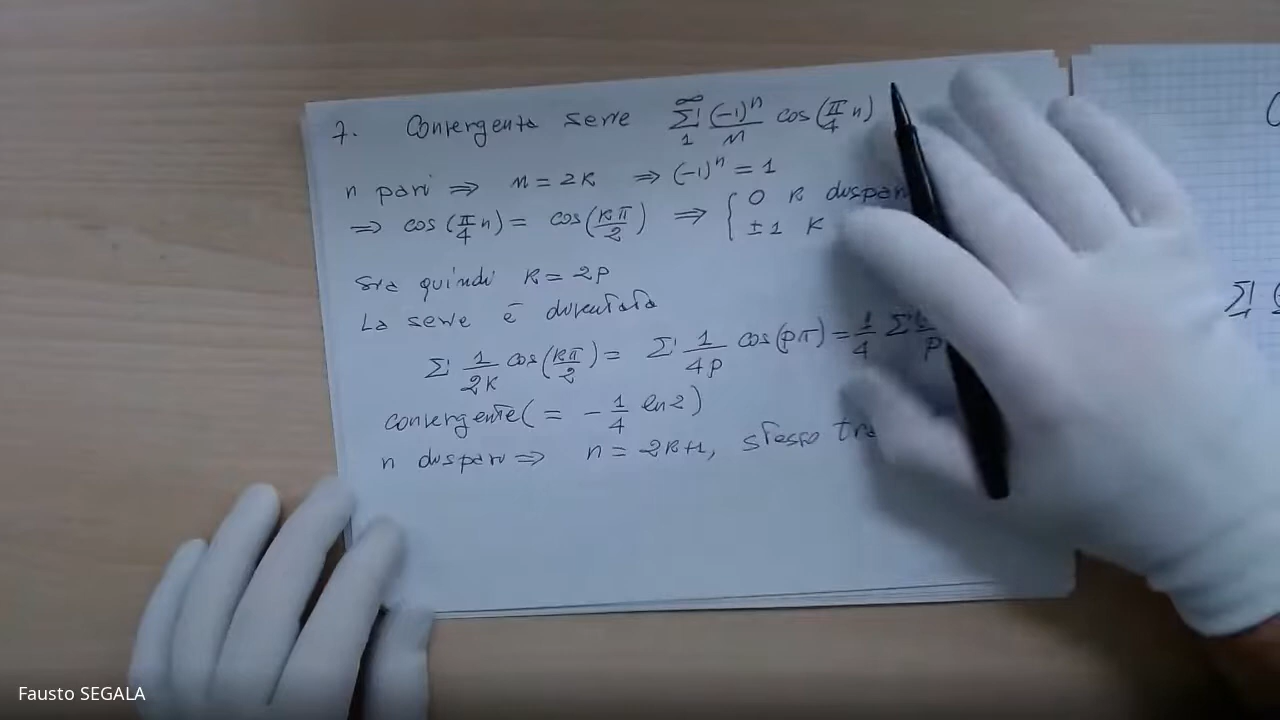 7. Convergenza serie ∑₁^∞ (-1)^n/n cos(π/4 n)
n pari ⇒ n = 2k ⇒ (-1)^n = 1
⇒ cos(π/4 n) = cos(kπ/2) ⇒ { 0 k dispari
±1 k
Sia quindi k = 2p
La serie è diventata
∑ 1/2k cos(kπ/2) = ∑ 1/4p cos(pπ) = 1/4 ∑
convergente (= -1/4 ln2)
n dispari ⇒ n = 2k+1, stesso
∑
Fausto SEGALA